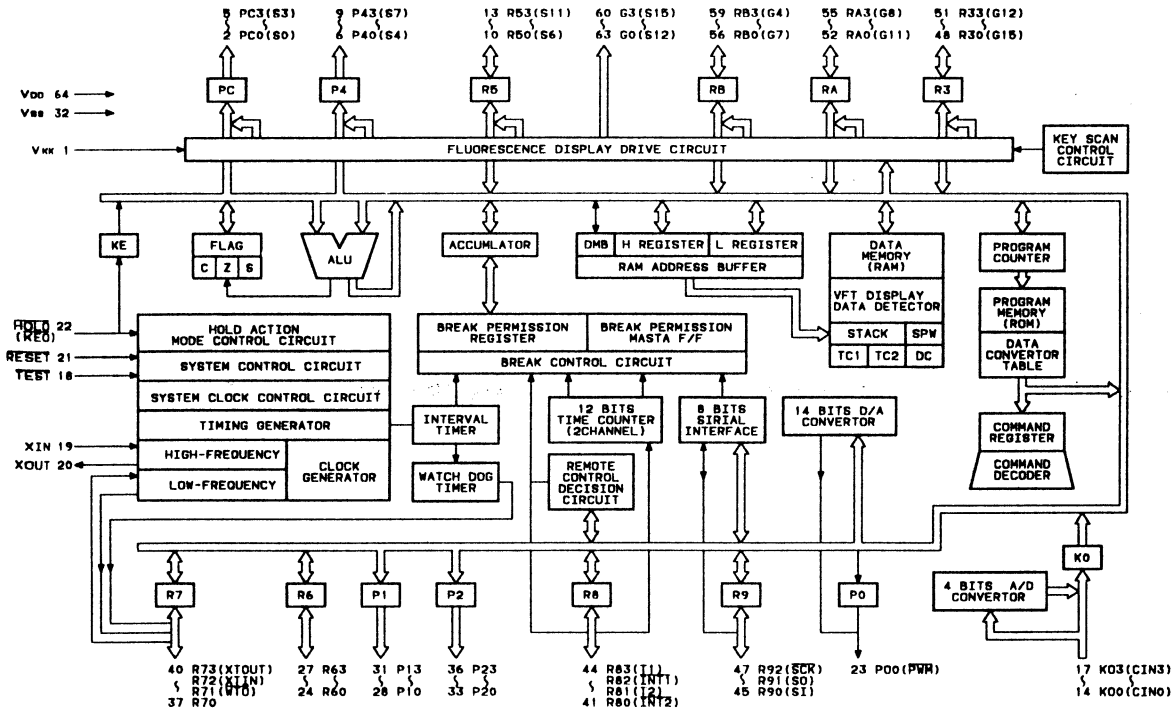 5 PC3(S3)  9 P43(S7)  13 R53(S11)  60 G3(S15)  59 RB3(G4)  55 RA3(G8)  51 R33(G12)
2 PC0(S0)  6 P40(S4)  10 R50(S6)  63 G0(S12)  56 RB0(G7)  52 RA0(G11)  48 R30(G15)
PC  P4  R5  RB  RA  R3
VDD 64
VSS 32
VKK 1
FLUORESCENCE DISPLAY DRIVE CIRCUIT
KEY SCAN
CONTROL
CIRCUIT
KE
FLAG
C Z S
ALU
ACCUMLATOR
DMB  H REGISTER  L REGISTER
RAM ADDRESS BUFFER
DATA
MEMORY
(RAM)
VFT DISPLAY
DATA DETECTOR
STACK  SPW
TC1  TC2  DC
PROGRAM
COUNTER
PROGRAM
MEMORY
(ROM)
DATA
CONVERTOR
TABLE
COMMAND
REGISTER
COMMAND
DECODER
HOLD 22
(KE0)
RESET 21
TEST 18
XIN 19
XOUT 20
HOLD ACTION
MODE CONTROL CIRCUIT
SYSTEM CONTROL CIRCUIT
SYSTEM CLOCK CONTROL CIRCUIT
TIMING GENERATOR
HIGH-FREQUENCY
LOW-FREQUENCY
CLOCK
GENERATOR
BREAK PERMISSION
REGISTER
BREAK PERMISSION
MASTA F/F
BREAK CONTROL CIRCUIT
INTERVAL
TIMER
WATCH DOG
TIMER
12 BITS
TIME COUNTER
(2CHANNEL)
REMOTE
CONTROL
DECISION
CIRCUIT
8 BITS
SIRIAL
INTERFACE
14 BITS D/A
CONVERTOR
K0
4 BITS A/D
CONVERTOR
R7  R6  P1  P2  R8  R9  P0
40 R73(XTOUT)
R72(XTIN)
R71(WTO)
37 R70
27 R63
24 R60
31 P13
28 P10
36 P23
33 P20
44 R83(T1)
R82(INT1)
R81(T2)
41 R80(INT2)
47 R92(SCK)
R91(SO)
45 R90(SI)
23 P00(PWM)
17 K03(CIN3)
14 K00(CIN0)